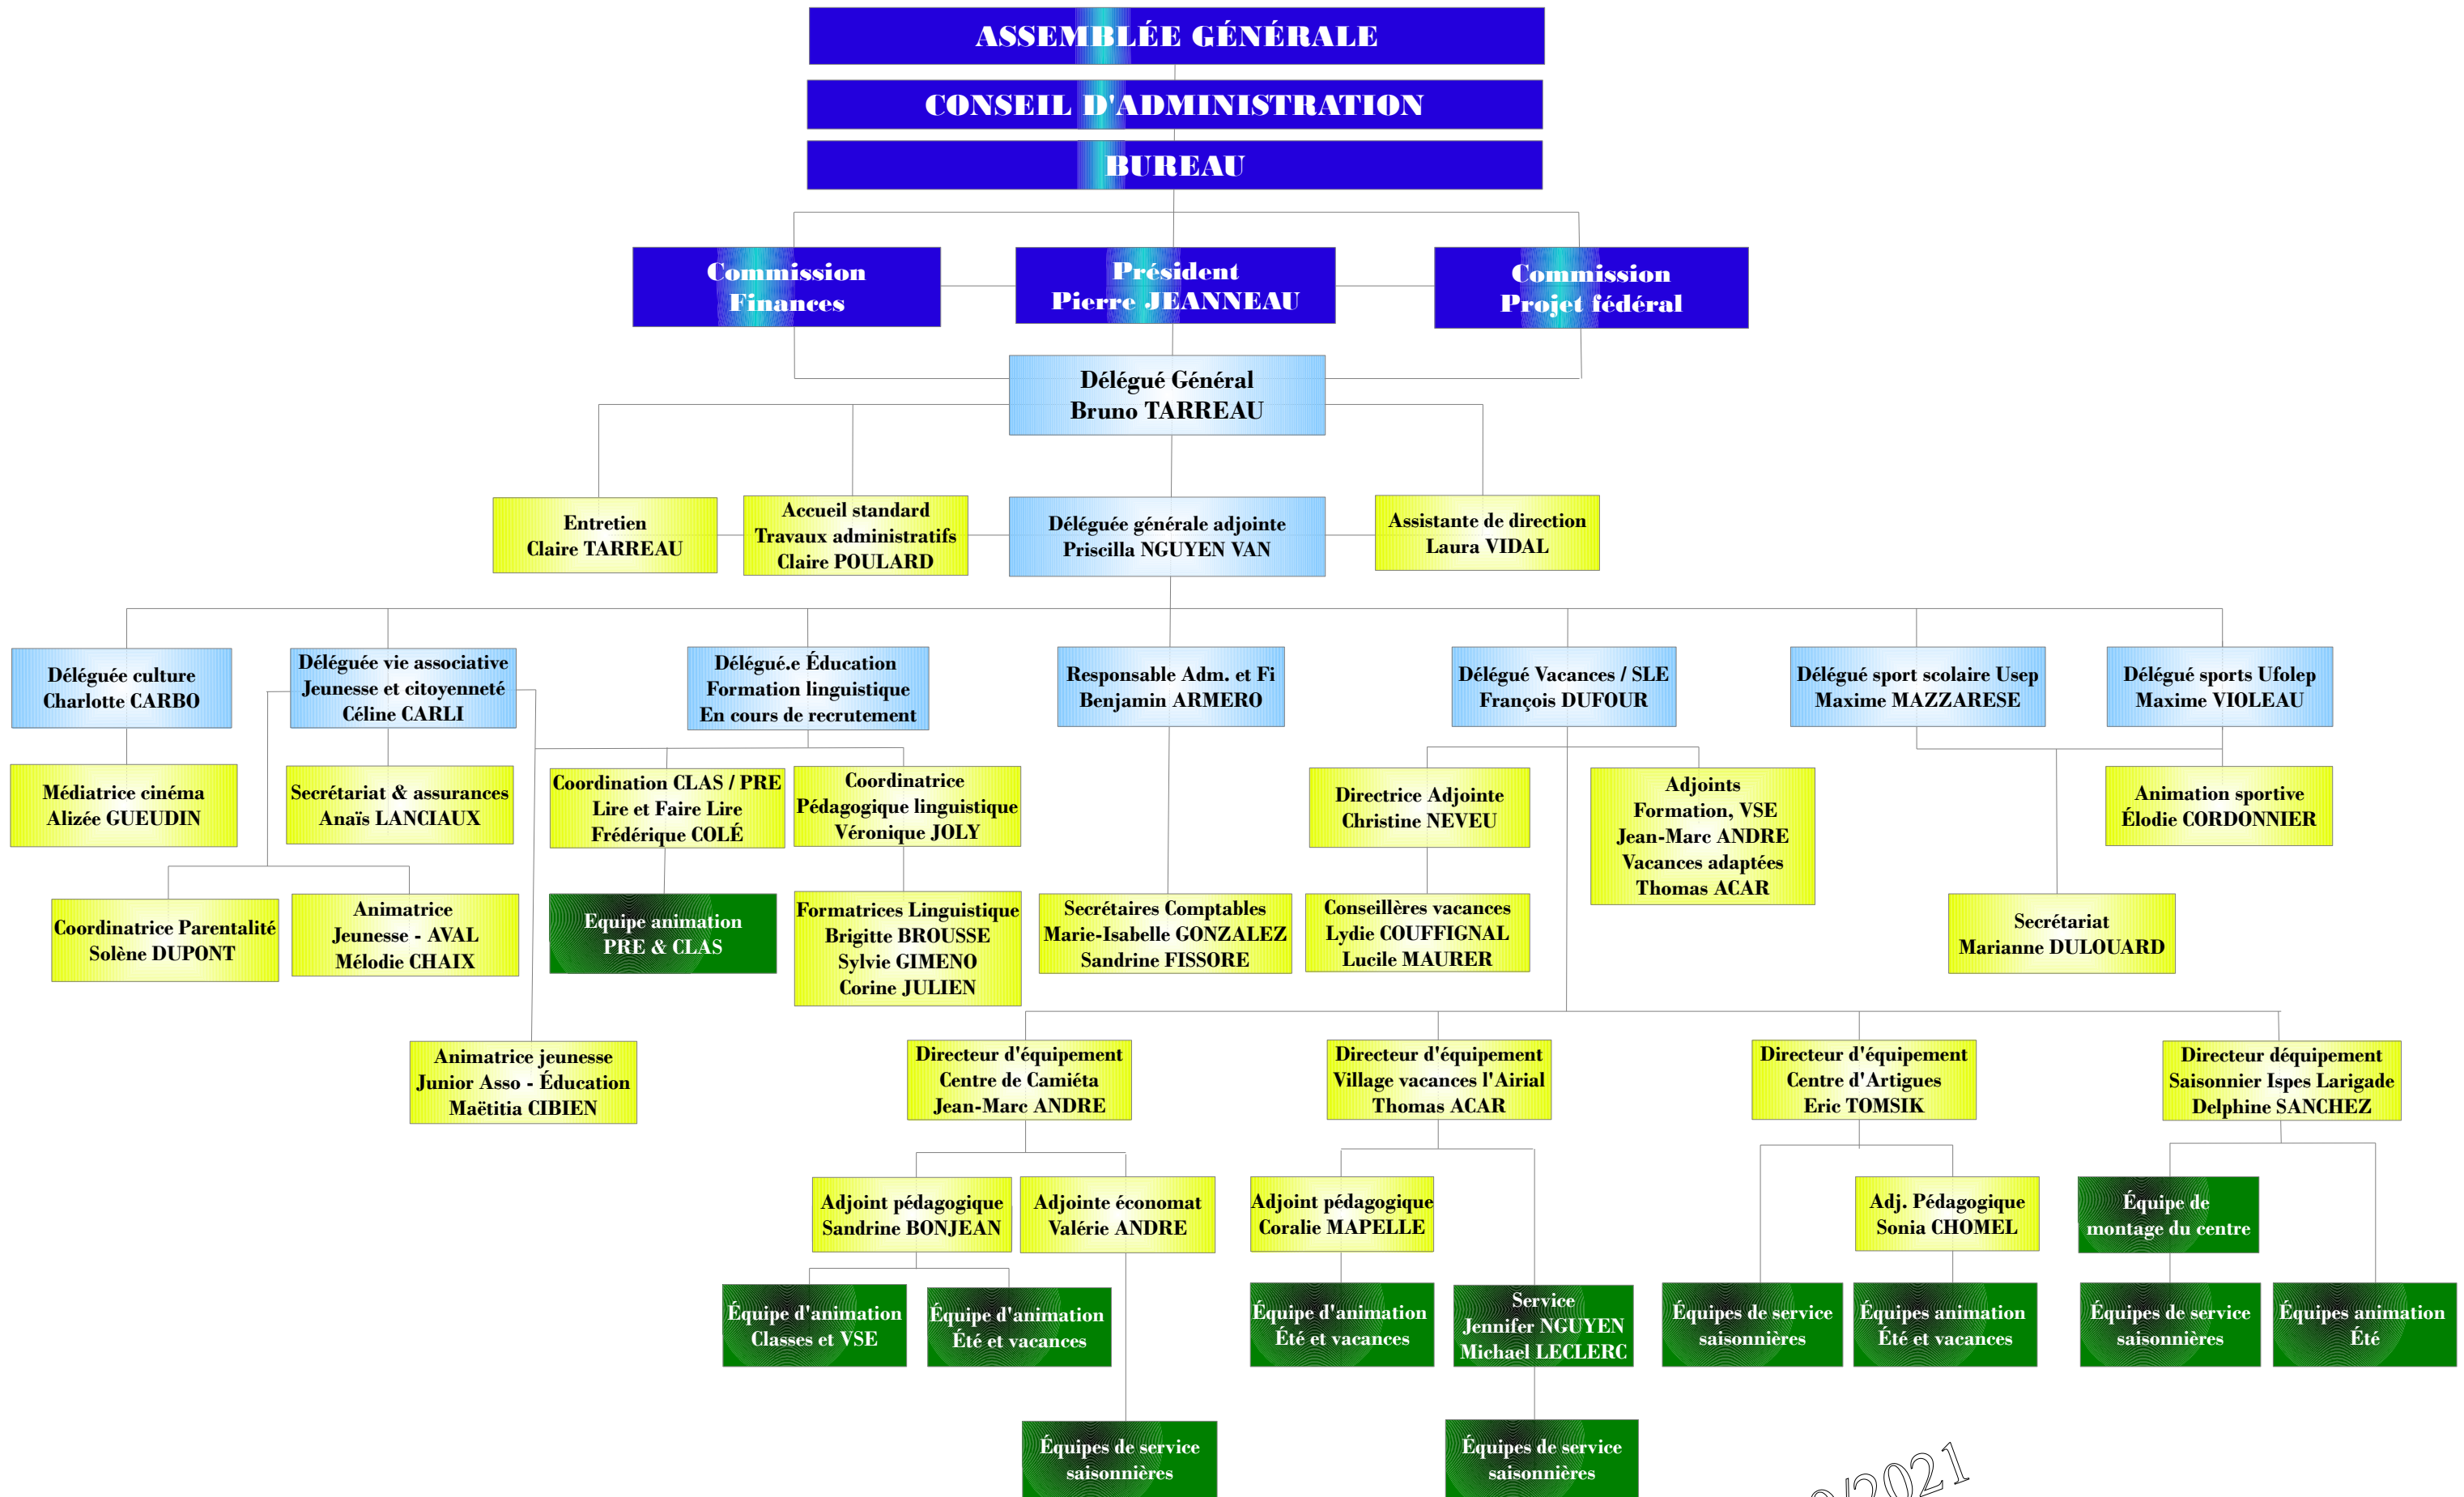 ASSEMBLÉE GÉNÉRALE
CONSEIL D'ADMINISTRATION
BUREAU
Commission
Finances
Président
Pierre JEANNEAU
Commission
Projet fédéral
Délégué Général
Bruno TARREAU
Entretien
Claire TARREAU
Accueil standard
Travaux administratifs
Claire POULARD
Déléguée générale adjointe
Priscilla NGUYEN VAN
Assistante de direction
Laura VIDAL
Déléguée culture
Charlotte CARBO
Déléguée vie associative
Jeunesse et citoyenneté
Céline CARLI
Délégué.e Éducation
Formation linguistique
En cours de recrutement
Responsable Adm. et Fi
Benjamin ARMERO
Délégué Vacances / SLE
François DUFOUR
Délégué sport scolaire Usep
Maxime MAZZARESE
Délégué sports Ufolep
Maxime VIOLEAU
Médiatrice cinéma
Alizée GUEUDIN
Secrétariat & assurances
Anaïs LANCIAUX
Coordination CLAS / PRE
Lire et Faire Lire
Frédérique COLÉ
Coordinatrice
Pédagogique linguistique
Véronique JOLY
Directrice Adjointe
Christine NEVEU
Adjoints
Formation, VSE
Jean-Marc ANDRE
Vacances adaptées
Thomas ACAR
Animation sportive
Élodie CORDONNIER
Coordinatrice Parentalité
Solène DUPONT
Animatrice
Jeunesse - AVAL
Mélodie CHAIX
Equipe animation
PRE & CLAS
Formatrices Linguistique
Brigitte BROUSSE
Sylvie GIMENO
Corine JULIEN
Secrétaires Comptables
Marie-Isabelle GONZALEZ
Sandrine FISSORE
Conseillères vacances
Lydie COUFFIGNAL
Lucile MAURER
Secrétariat
Marianne DULOUARD
Animatrice jeunesse
Junior Asso - Éducation
Maëtitia CIBIEN
Directeur d'équipement
Centre de Camiéta
Jean-Marc ANDRE
Directeur d'équipement
Village vacances l'Airial
Thomas ACAR
Directeur d'équipement
Centre d'Artigues
Eric TOMSIK
Directeur déquipement
Saisonnier Ispes Larigade
Delphine SANCHEZ
Adjoint pédagogique
Sandrine BONJEAN
Adjointe économat
Valérie ANDRE
Adjoint pédagogique
Coralie MAPELLE
Adj. Pédagogique
Sonia CHOMEL
Équipe de
montage du centre
Équipe d'animation
Classes et VSE
Équipe d'animation
Été et vacances
Équipe d'animation
Été et vacances
Service
Jennifer NGUYEN
Michael LECLERC
Équipes de service
saisonnières
Équipes animation
Été et vacances
Équipes de service
saisonnières
Équipes animation
Été
Équipes de service
saisonnières
Équipes de service
saisonnières
/2021